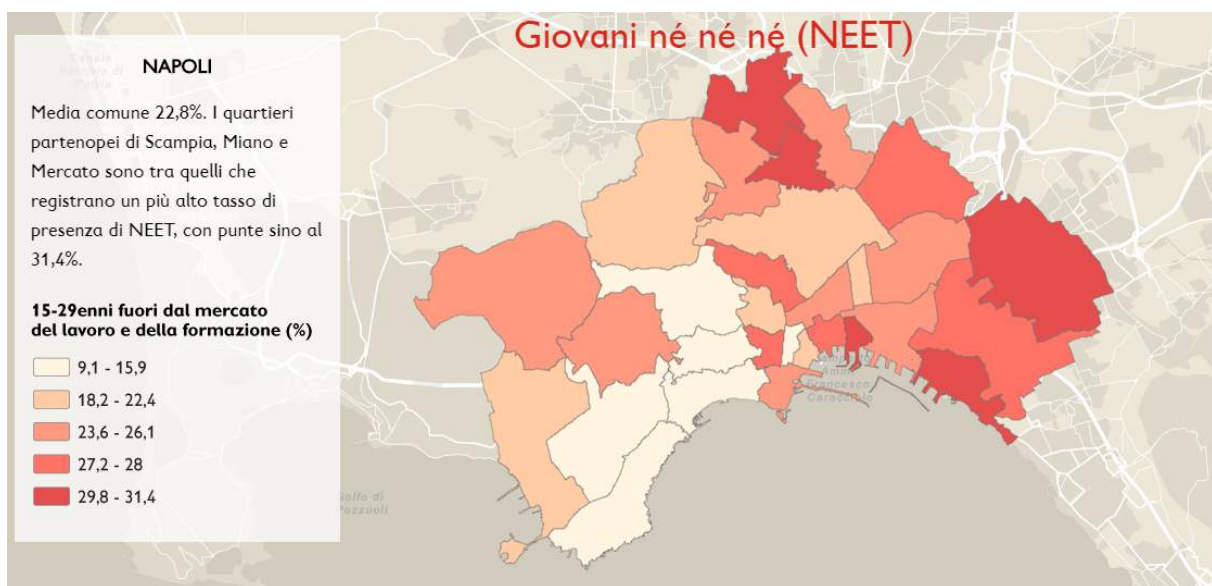 Giovani né né né (NEET)
NAPOLI
Media comune 22,8%. I quartieri
partenopei di Scampia, Miano e
Mercato sono tra quelli che
registrano un più alto tasso di
presenza di NEET, con punte sino al
31,4%.
15-29enni fuori dal mercato
del lavoro e della formazione (%)
9,1 - 15,9
18,2 - 22,4
23,6 - 26,1
27,2 - 28
29,8 - 31,4
Golfo di
Pozzuoli
Francesco
Caracciolo